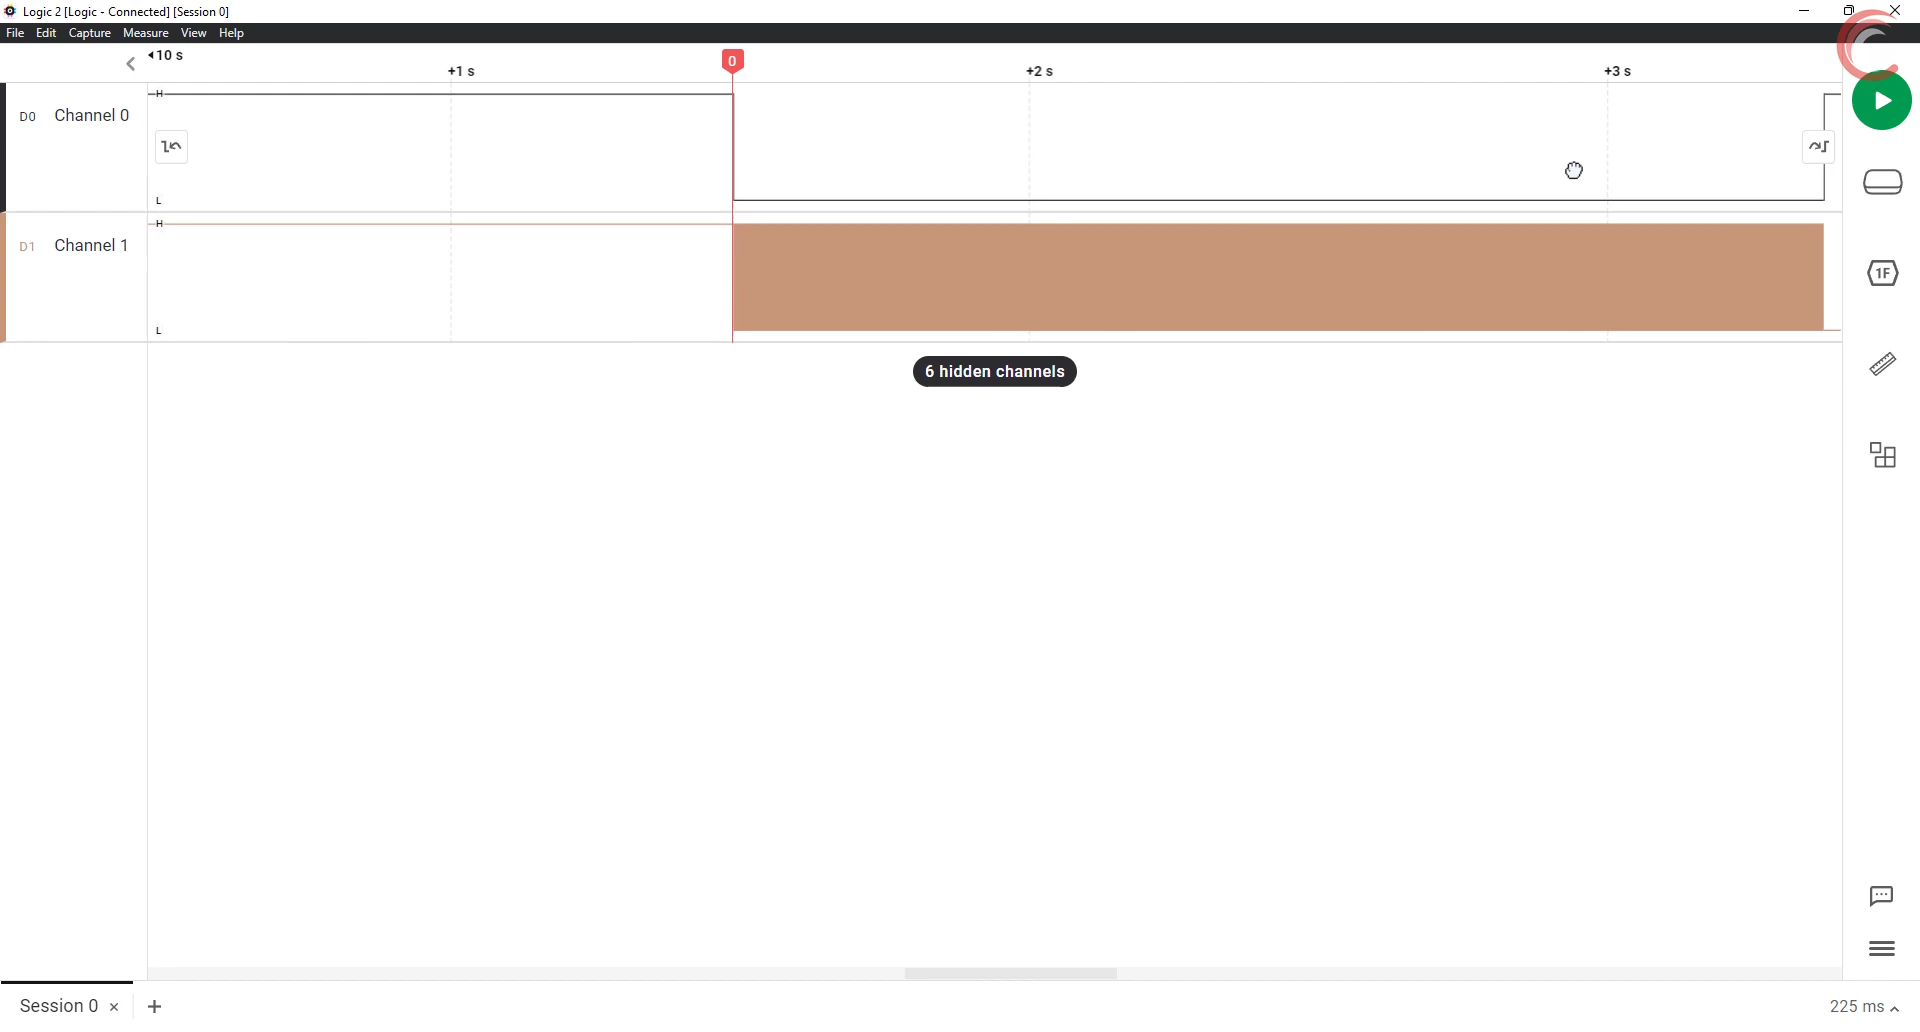 Logic 2 [Logic - Connected] [Session 0]
File Edit Capture Measure View Help
10 s
+1 s 0 +2 s +3 s
H
D0 Channel 0
L
H
D1 Channel 1
1F
L
6 hidden channels
Session 0 × +
225 ms